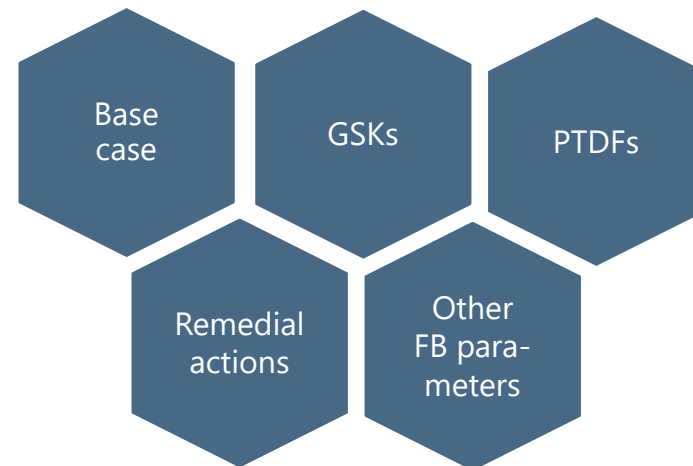 Base
case
GSKs
PTDFs
Remedial
actions
Other
FB para-
meters